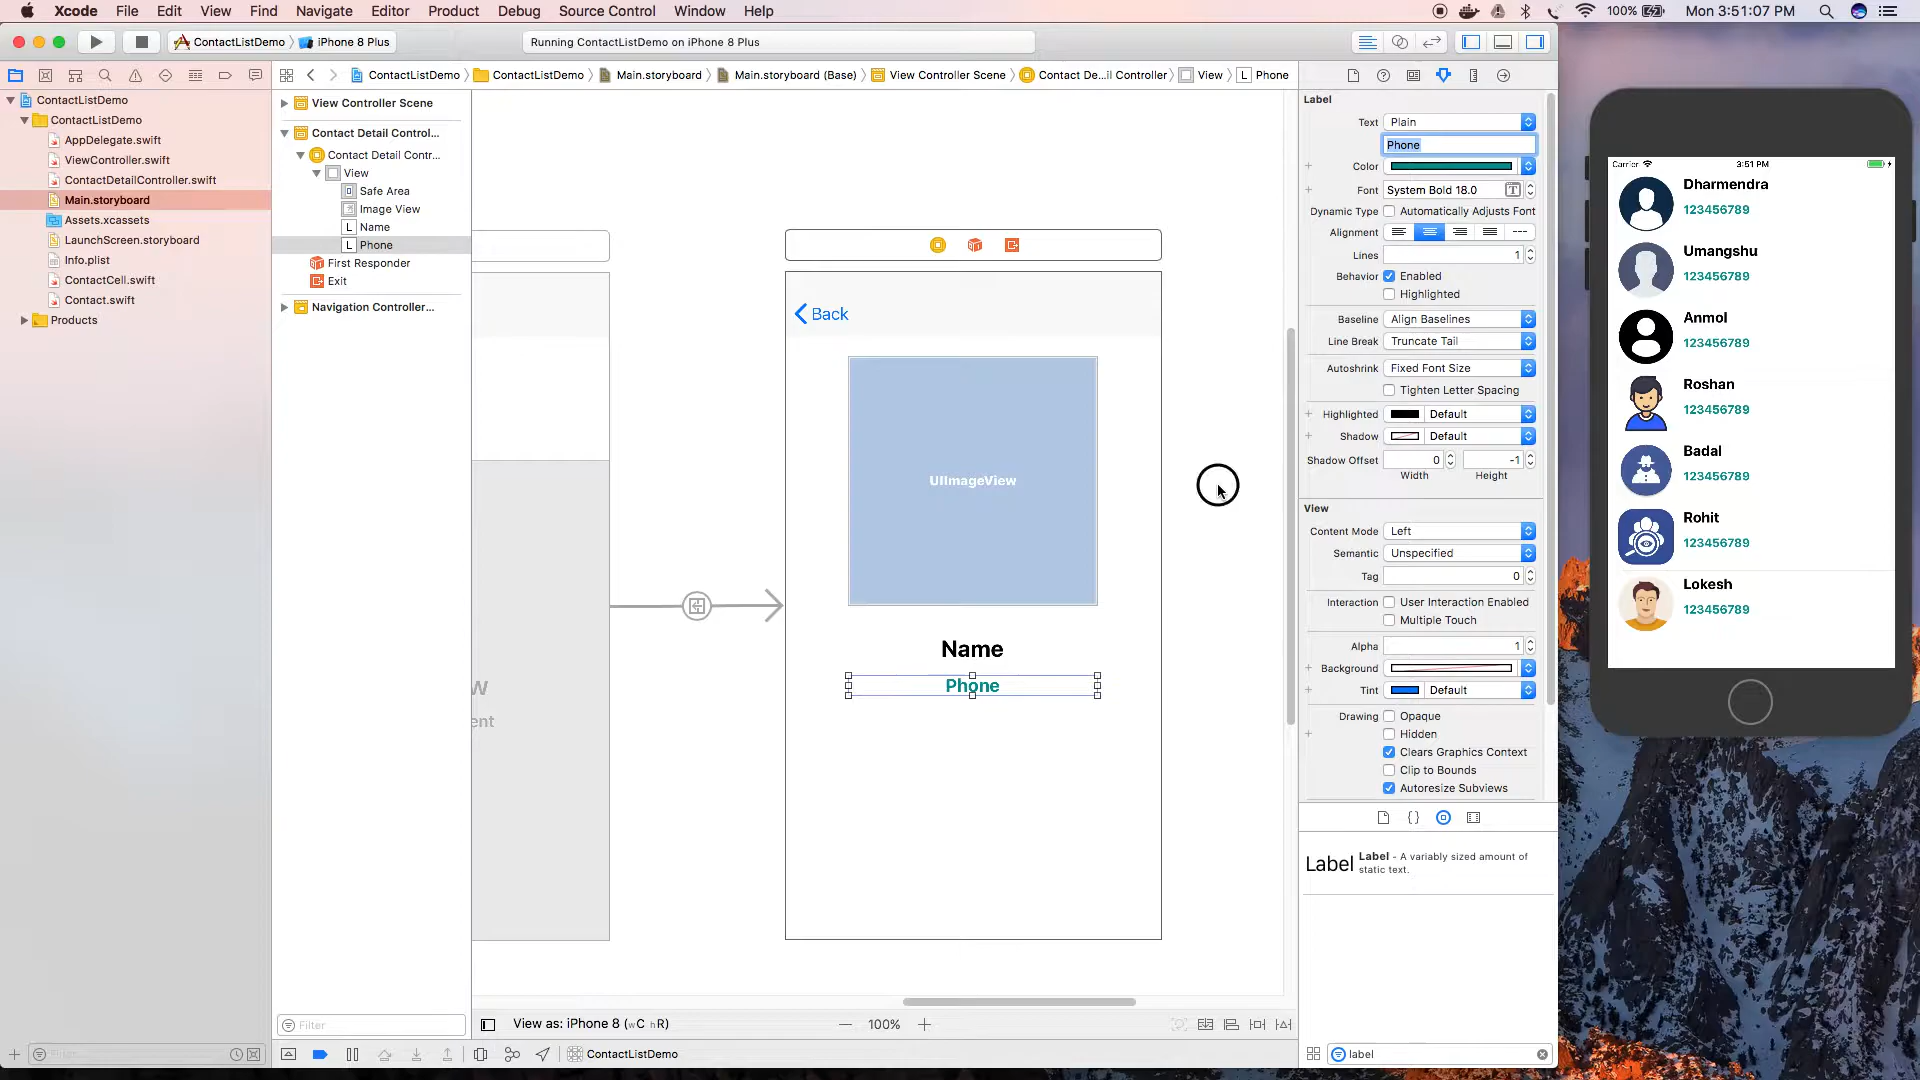 Xcode File Edit View Find Navigate Editor Product Debug Source Control Window Help
100% Mon 3:51:07 PM
ContactListDemo iPhone 8 Plus
Running ContactListDemo on iPhone 8 Plus
ContactListDemo ContactListDemo Main.storyboard Main.storyboard (Base) View Controller Scene Contact De...il Controller View L Phone
ContactListDemo
ContactListDemo
AppDelegate.swift
ViewController.swift
ContactDetailController.swift
Main.storyboard
Assets.xcassets
LaunchScreen.storyboard
Info.plist
ContactCell.swift
Contact.swift
Products
Filter
View Controller Scene
Contact Detail Control...
Contact Detail Contr...
View
Safe Area
Image View
L Name
L Phone
First Responder
Exit
Navigation Controller...
Filter
W
ent
Back
UIImageView
Name
Phone
View as: iPhone 8 (wC hR)
100%
ContactListDemo
Label
Text Plain
Phone
Color
Font System Bold 18.0 T
Dynamic Type Automatically Adjusts Font
Alignment
Lines 1
Behavior Enabled
Highlighted
Baseline Align Baselines
Line Break Truncate Tail
Autoshrink Fixed Font Size
Tighten Letter Spacing
Highlighted Default
Shadow Default
Shadow Offset 0 -1
Width Height
View
Content Mode Left
Semantic Unspecified
Tag 0
Interaction User Interaction Enabled
Multiple Touch
Alpha 1
Background
Tint Default
Drawing Opaque
Hidden
Clears Graphics Context
Clip to Bounds
Autoresize Subviews
Label Label - A variably sized amount of
static text.
label
Carrier 3:51 PM
Dharmendra
123456789
Umangshu
123456789
Anmol
123456789
Roshan
123456789
Badal
123456789
Rohit
123456789
Lokesh
123456789